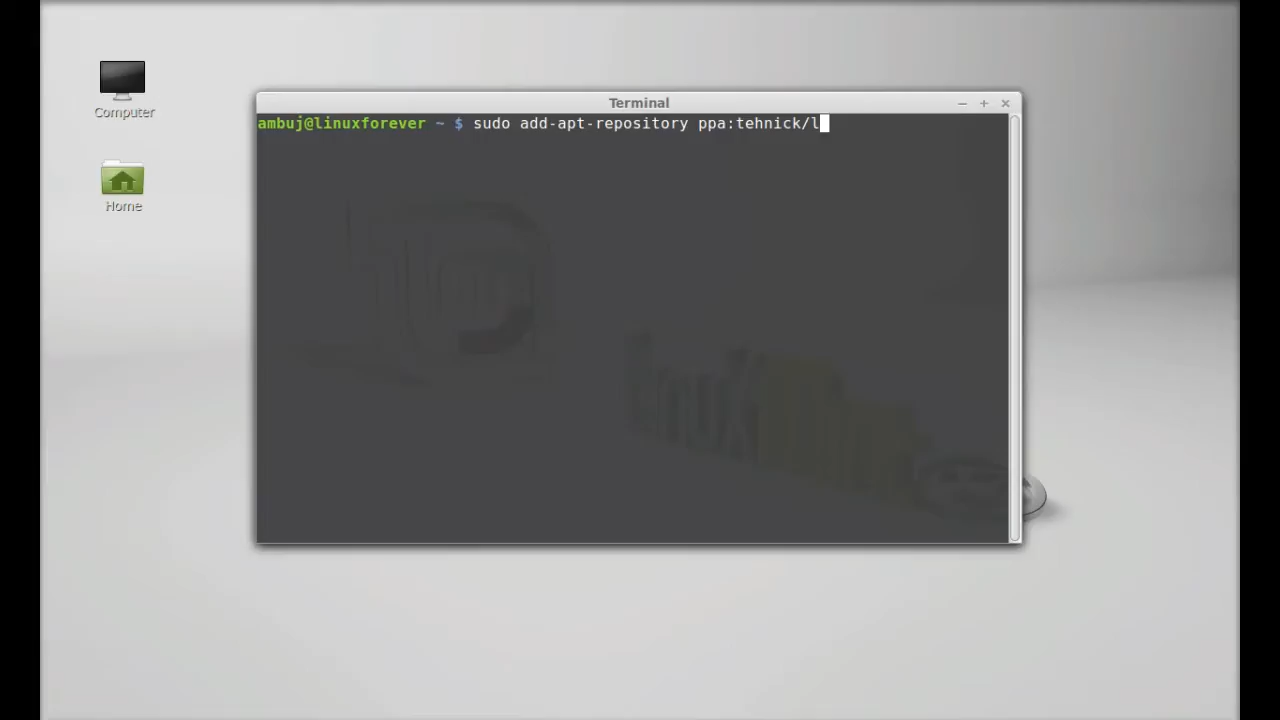 Computer
Home
Terminal
ambuj@linuxforever ~ $ sudo add-apt-repository ppa:tehnick/l